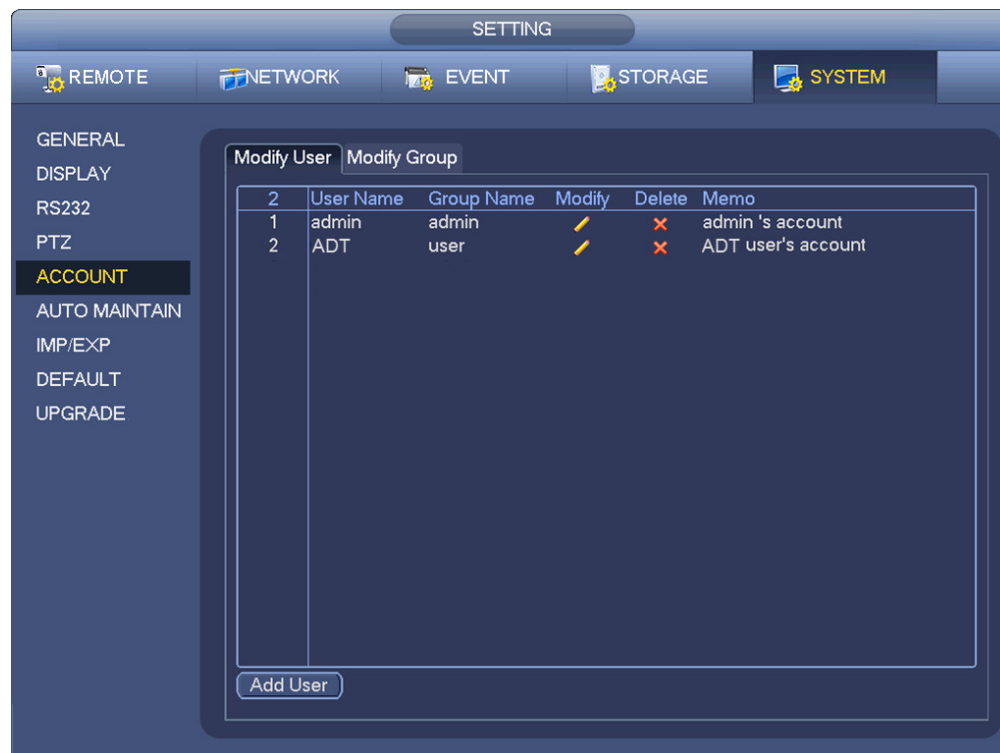 SETTING
REMOTE NETWORK EVENT STORAGE SYSTEM
GENERAL
DISPLAY
RS232
PTZ
ACCOUNT
AUTO MAINTAIN
IMP/EXP
DEFAULT
UPGRADE
Modify User Modify Group
2 User Name Group Name Modify Delete Memo
1 admin admin admin 's account
2 ADT user ADT user's account
Add User